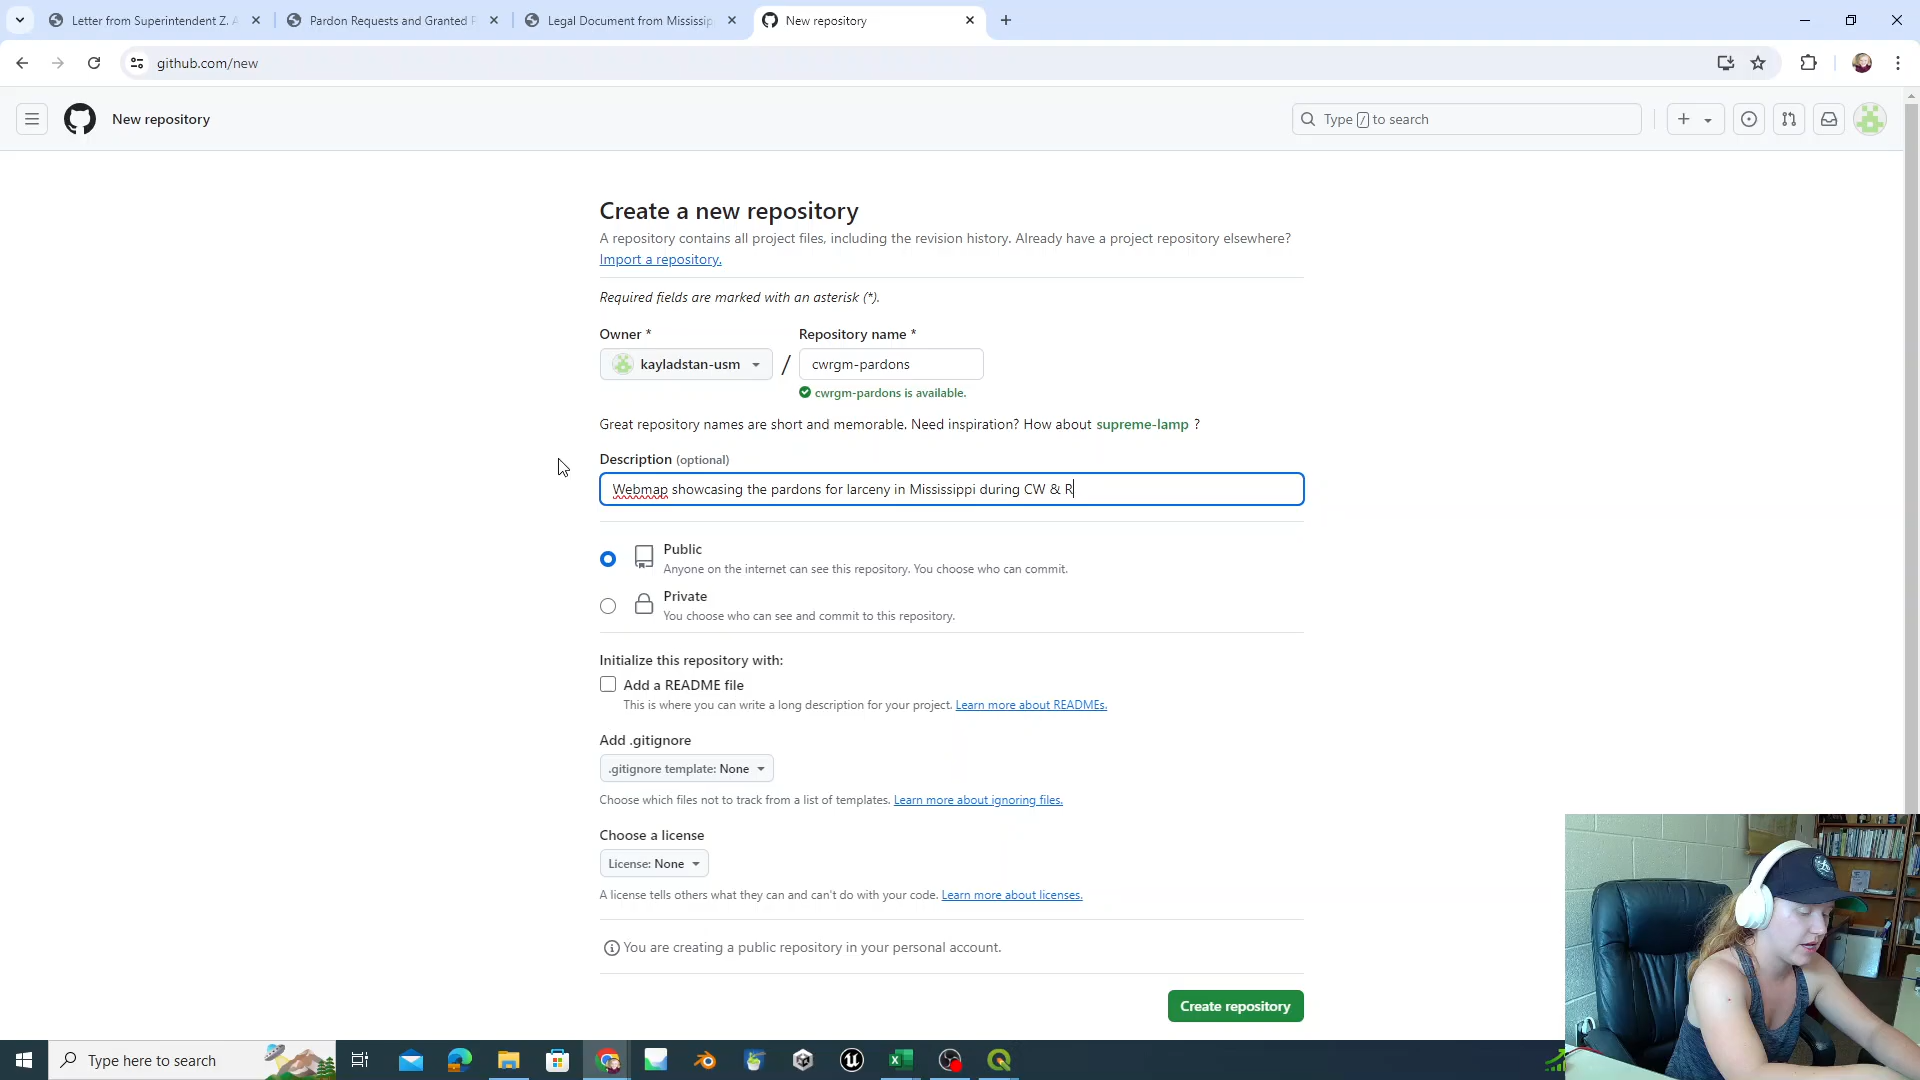 Letter from Superintendent Z. A
Pardon Requests and Granted P
Legal Document from Mississip
New repository
github.com/new
New repository
Type / to search
Create a new repository
A repository contains all project files, including the revision history. Already have a project repository elsewhere?
Import a repository.
Required fields are marked with an asterisk (*).
Owner *
Repository name *
kayladstan-usm
/
cwrgm-pardons
cwrgm-pardons is available.
Great repository names are short and memorable. Need inspiration? How about supreme-lamp ?
Description (optional)
Webmap showcasing the pardons for larceny in Mississippi during CW & R
Public
Anyone on the internet can see this repository. You choose who can commit.
Private
You choose who can see and commit to this repository.
Initialize this repository with:
Add a README file
This is where you can write a long description for your project. Learn more about READMEs.
Add .gitignore
.gitignore template: None
Choose which files not to track from a list of templates. Learn more about ignoring files.
Choose a license
License: None
A license tells others what they can and can't do with your code. Learn more about licenses.
You are creating a public repository in your personal account.
Create repository
Type here to search